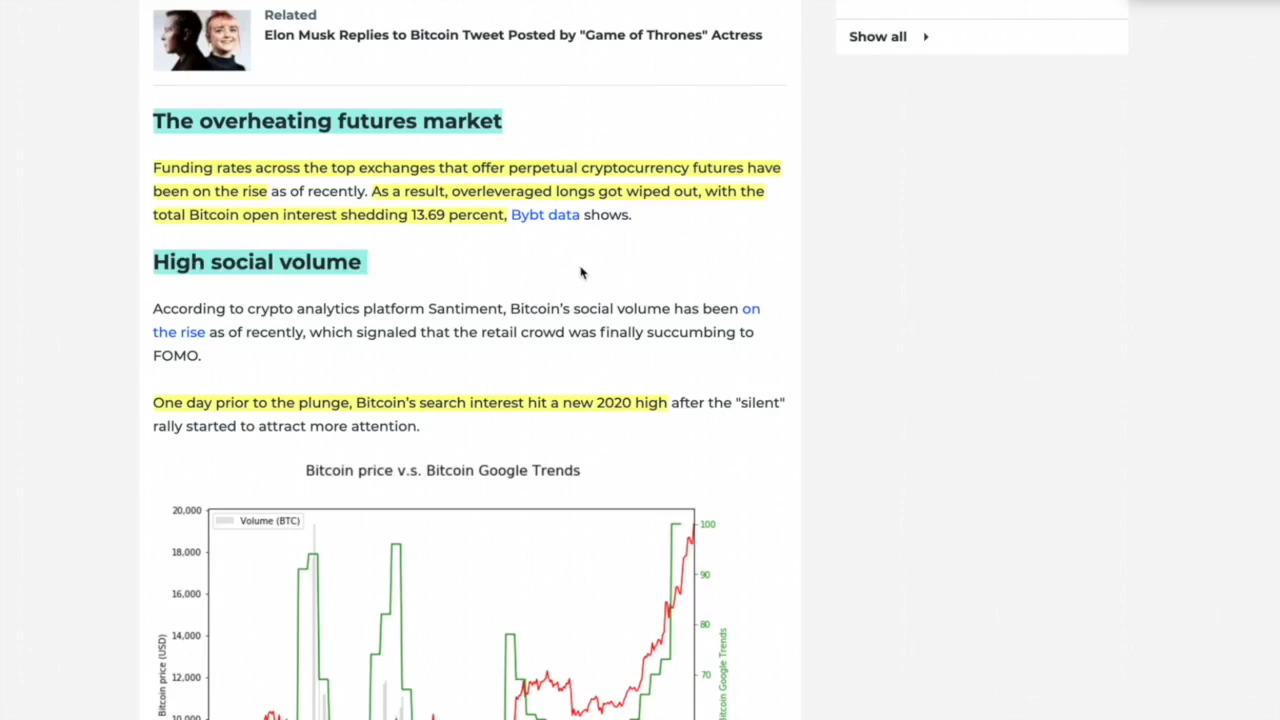 Related
Elon Musk Replies to Bitcoin Tweet Posted by "Game of Thrones" Actress
Show all
The overheating futures market
Funding rates across the top exchanges that offer perpetual cryptocurrency futures have
been on the rise as of recently. As a result, overleveraged longs got wiped out, with the
total Bitcoin open interest shedding 13.69 percent, Bybt data shows.
High social volume
According to crypto analytics platform Santiment, Bitcoin’s social volume has been on
the rise as of recently, which signaled that the retail crowd was finally succumbing to
FOMO.
One day prior to the plunge, Bitcoin’s search interest hit a new 2020 high after the "silent"
rally started to attract more attention.
Bitcoin price v.s. Bitcoin Google Trends
Volume (BTC)
20,000
18,000
16,000
14,000
12,000
10,000
Bitcoin price (USD)
100
90
80
70
Bitcoin Google Trends